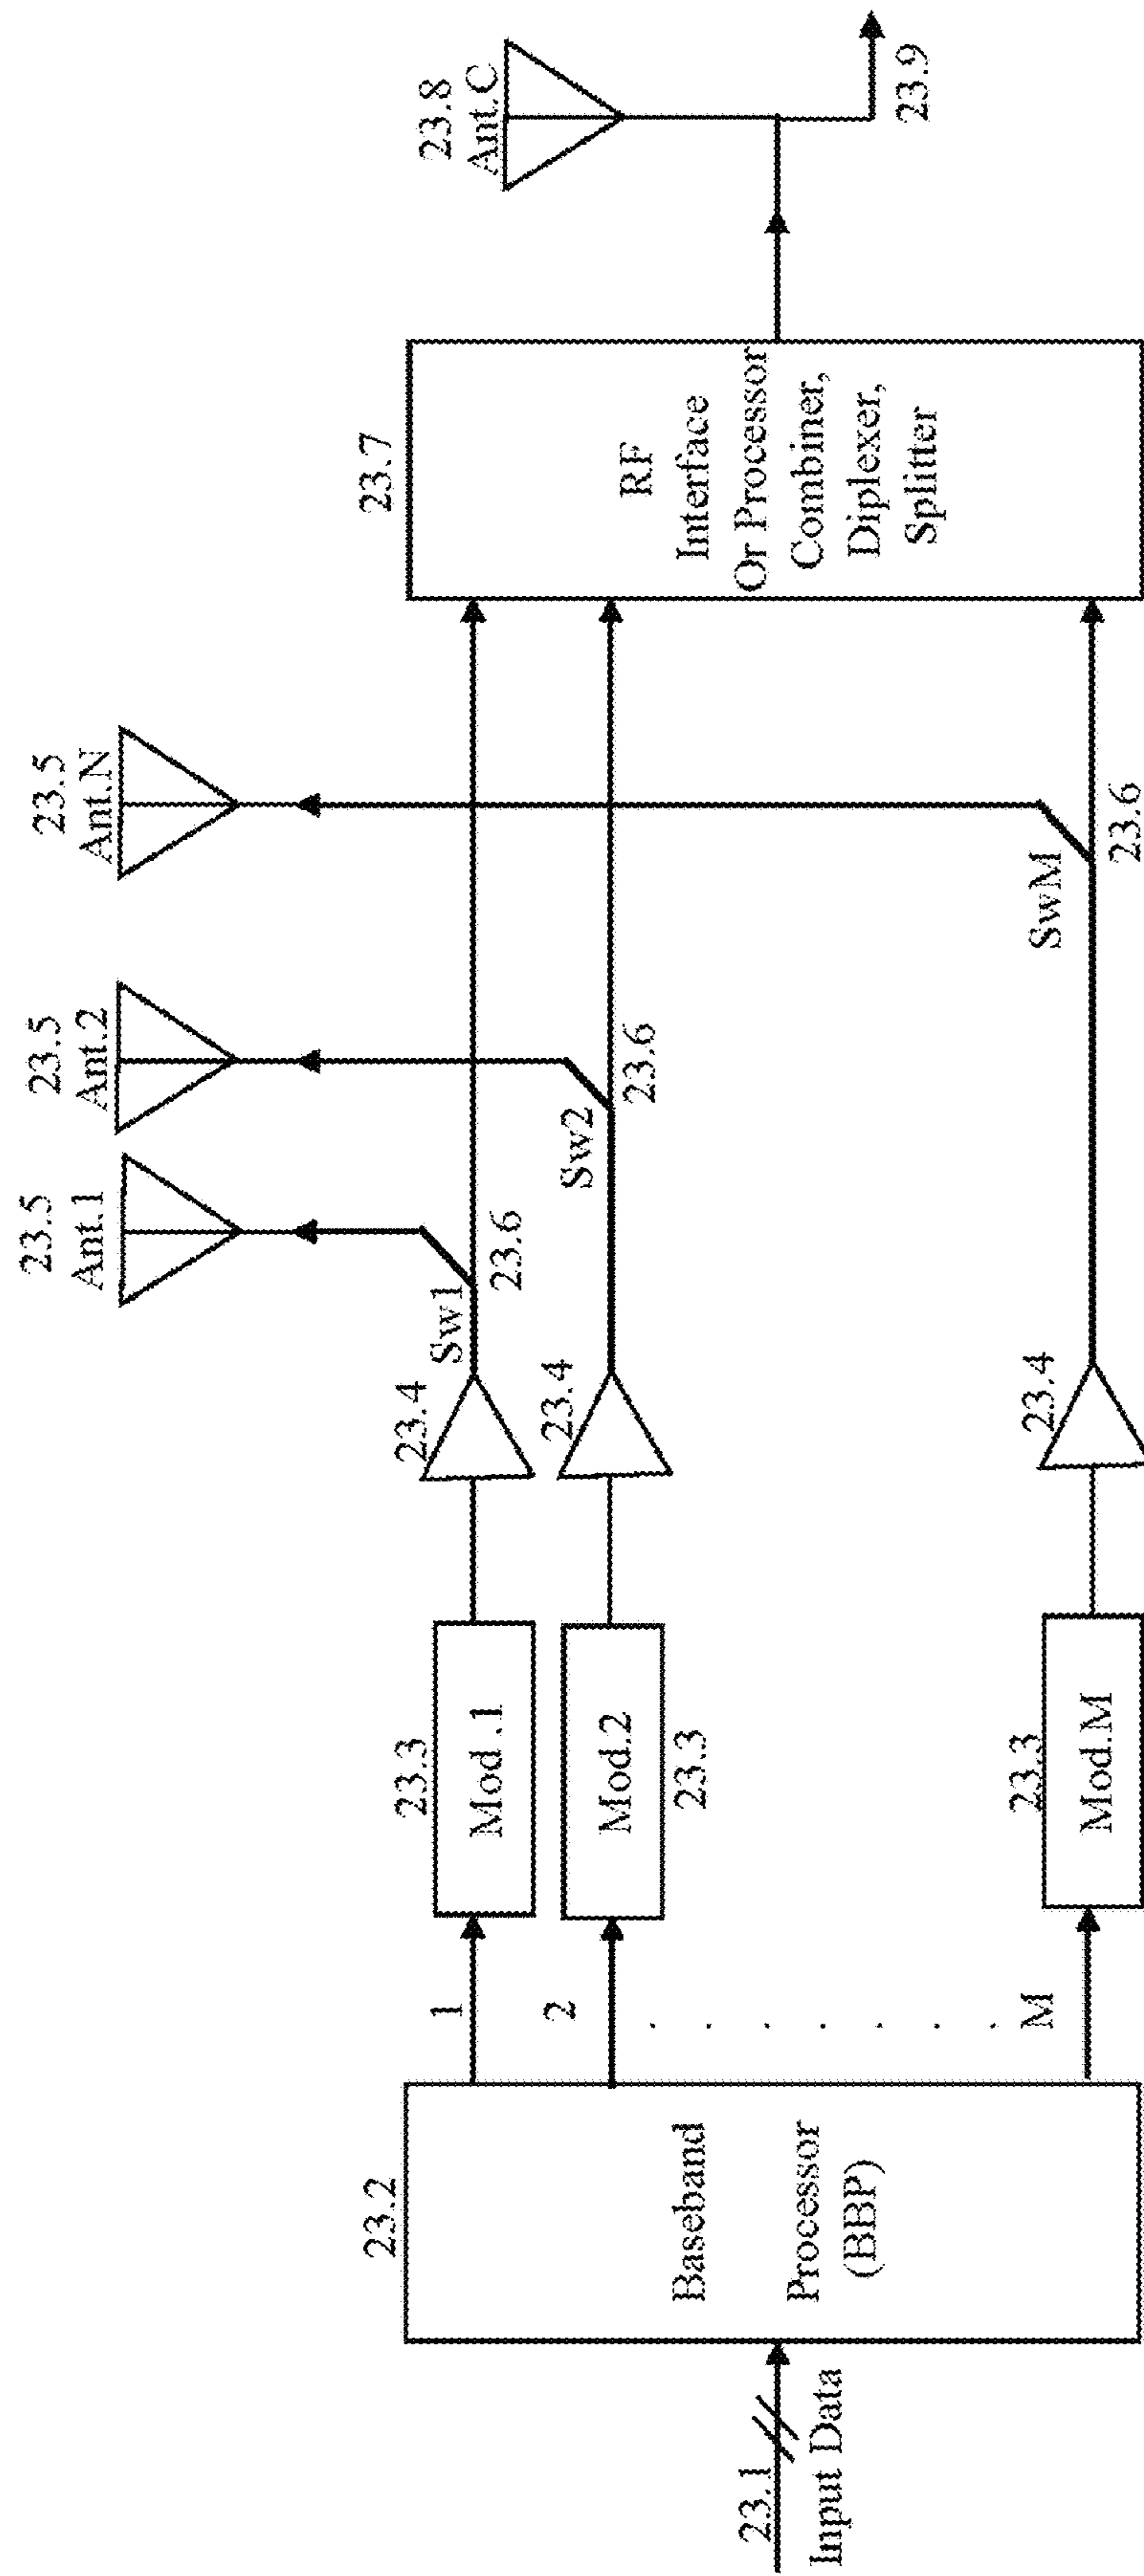 23.1
Input Data
23.2
Baseband
Processor
(BBP)
1
2
. . . . . . .
M
23.3
Mod.1
Mod.2
23.3
23.3
Mod.M
23.4
23.4
23.4
Sw1
23.6
Sw2
23.6
SwM
23.6
23.5
Ant.1
23.5
Ant.2
23.5
Ant.N
23.7
RF
Interface
Or Processor
Combiner,
Diplexer,
Splitter
23.8
Ant.C
23.9